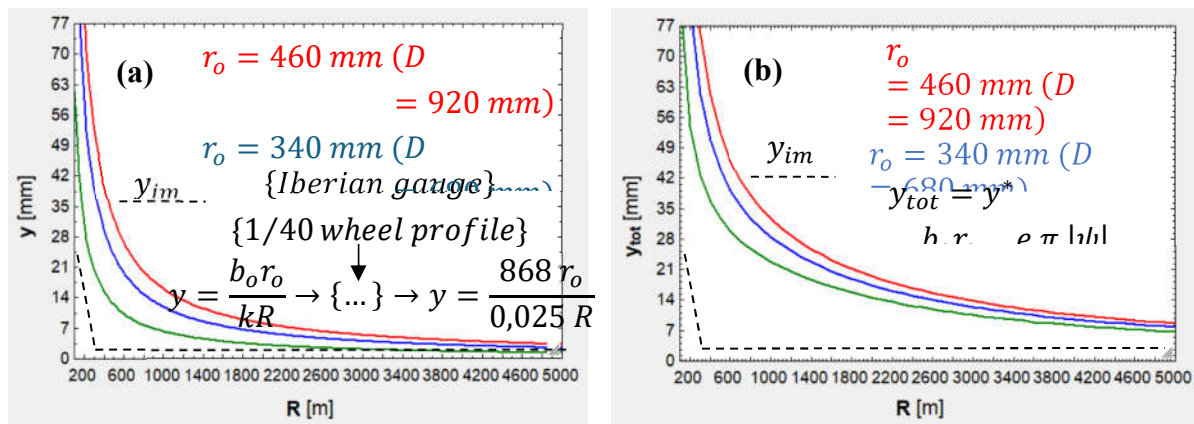 77
70
63
56
49
42
35
28
21
14
7
0
y [mm]
(a)
r_o = 460 mm (D
= 920 mm)
r_o = 340 mm (D
y_im
{Iberian gauge}
{1/40 wheel profile}
y = b_o r_o / kR → {…} → y = 868 r_o / 0,025 R
200 600 1000 1400 1800 2200 2600 3000 3400 3800 4200 4600 5000
R [m]
77
70
63
56
49
42
35
28
21
14
7
0
y_tot [mm]
(b)
r_o
= 460 mm (D
= 920 mm)
y_im
r_o = 340 mm (D
= 680 mm)
y_tot = y*
200 600 1000 1400 1800 2200 2600 3000 3400 3800 4200 4600 5000
R [m]